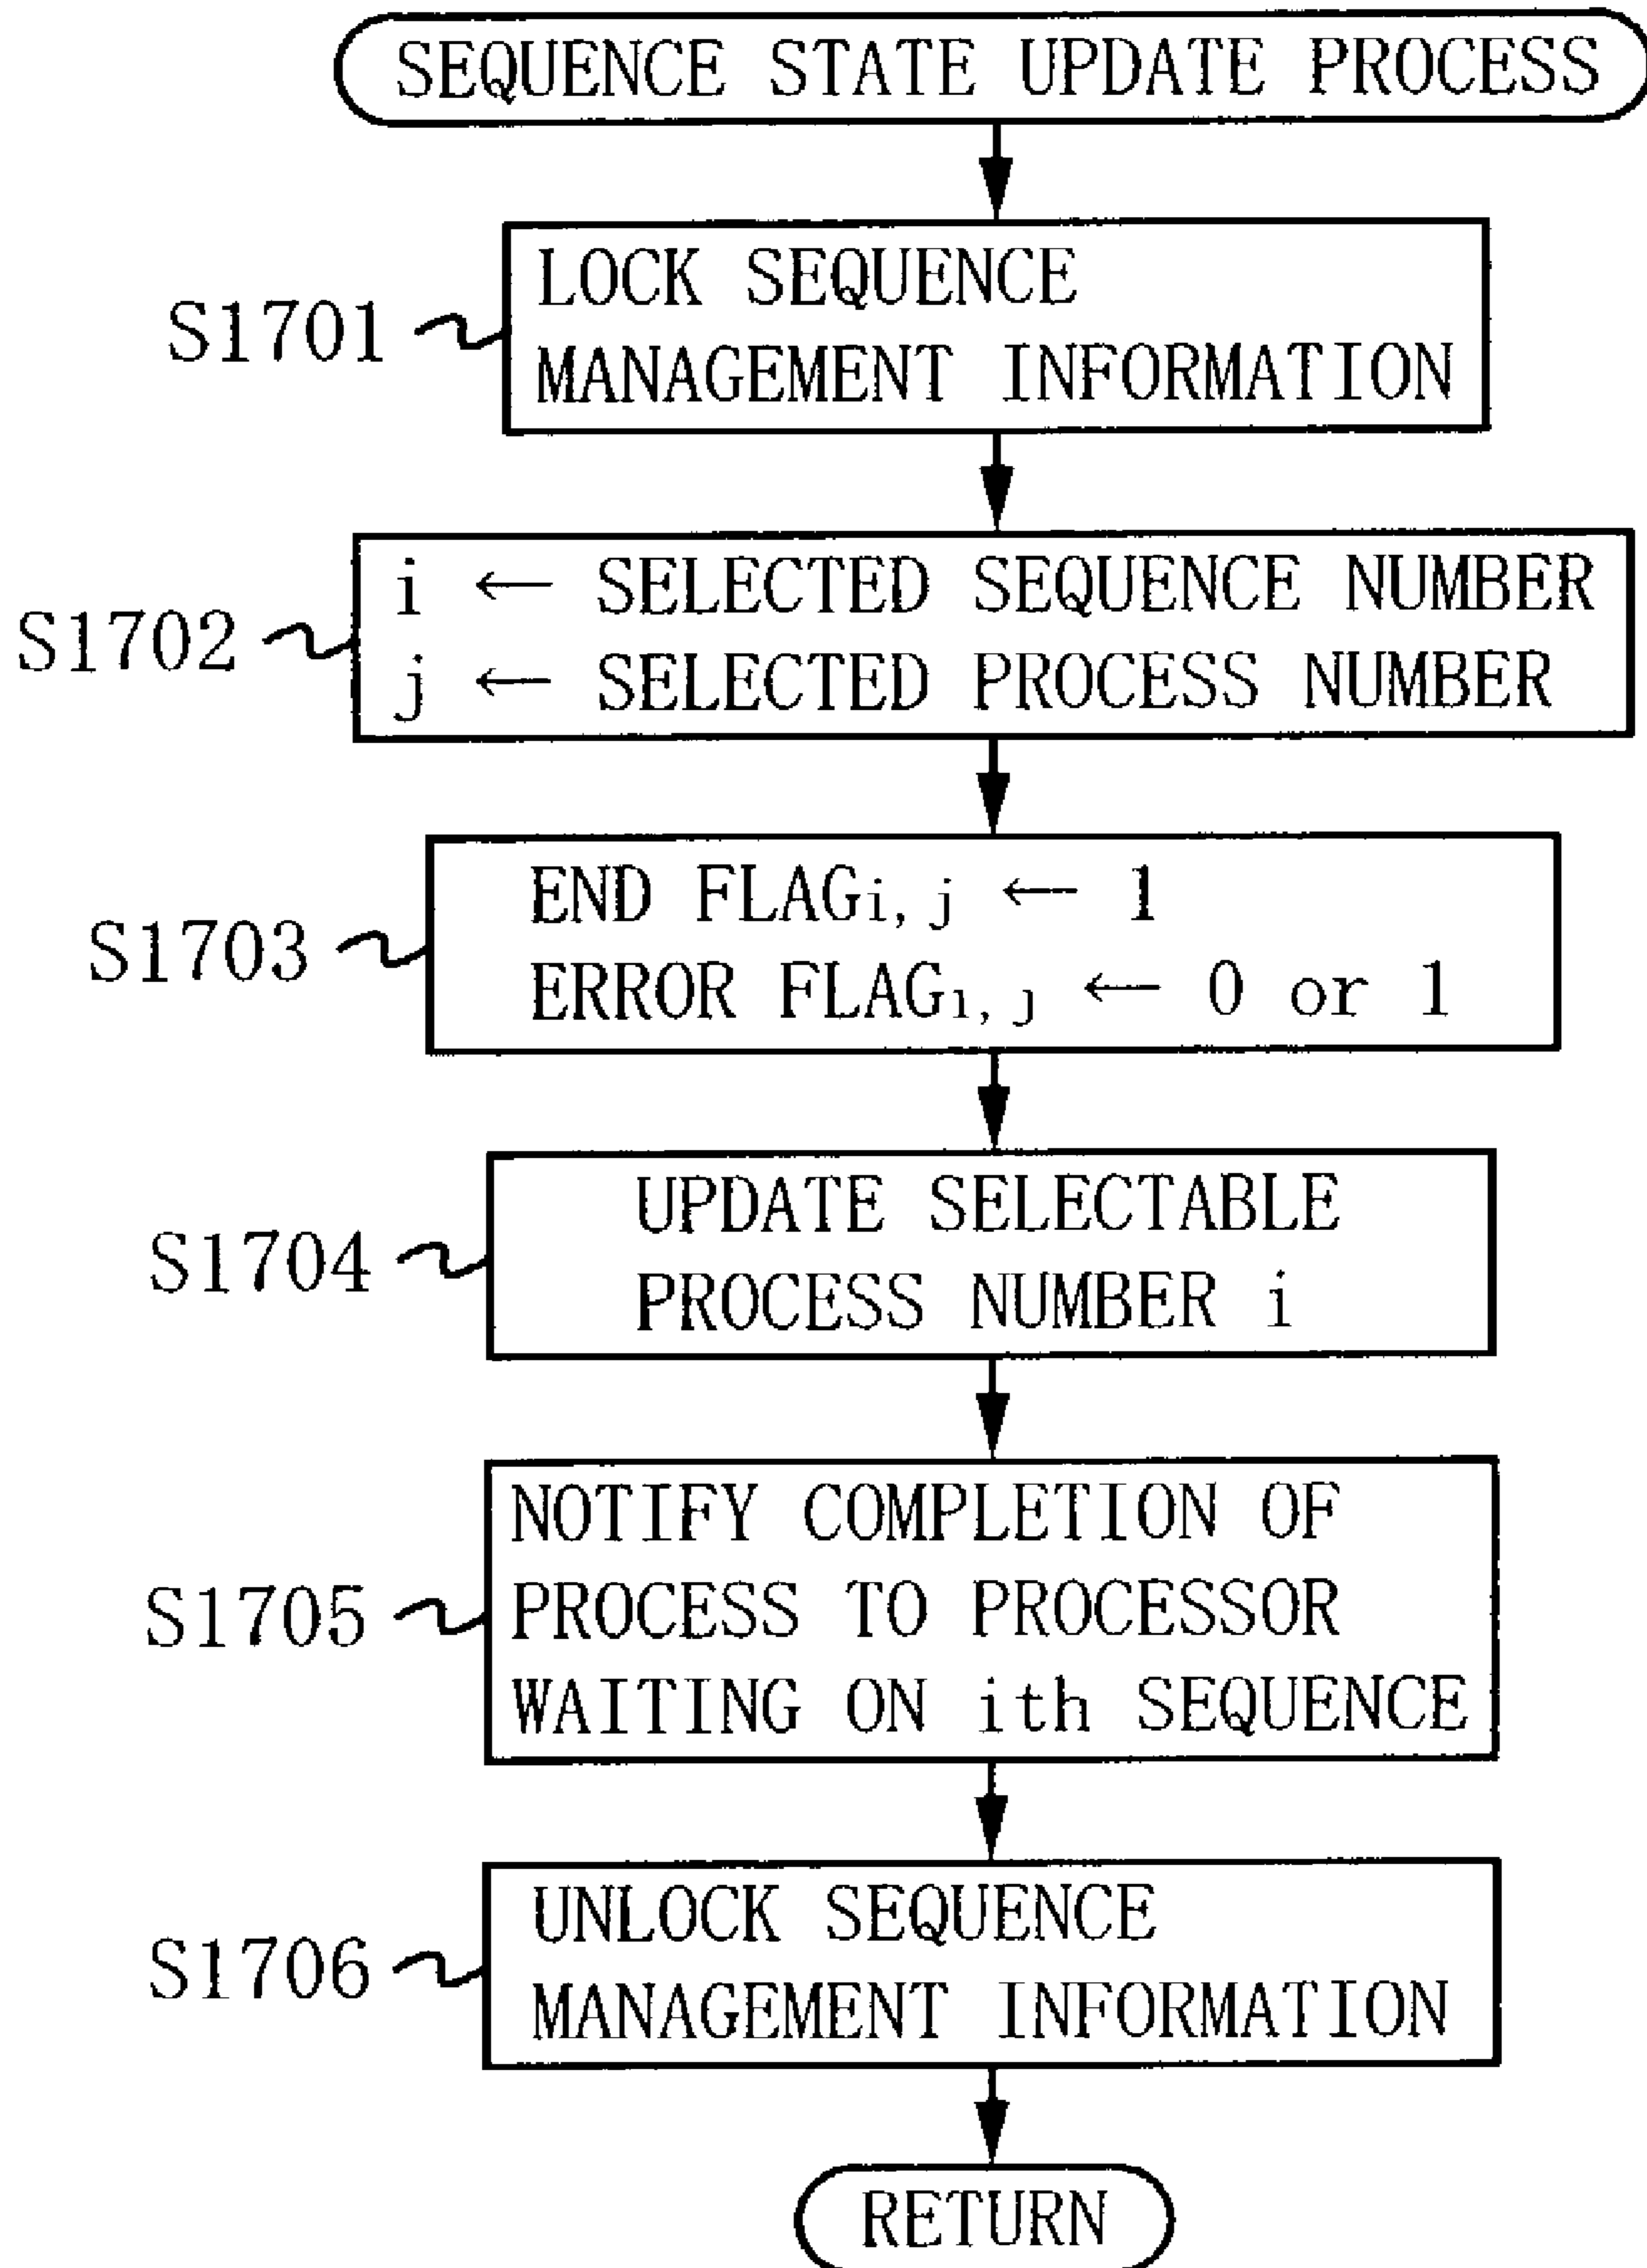 SEQUENCE STATE UPDATE PROCESS
S1701
LOCK SEQUENCE
MANAGEMENT INFORMATION
S1702
i ← SELECTED SEQUENCE NUMBER
j ← SELECTED PROCESS NUMBER
S1703
END FLAGi, j ← 1
ERROR FLAGi, j ← 0 or 1
S1704
UPDATE SELECTABLE
PROCESS NUMBER i
S1705
NOTIFY COMPLETION OF
PROCESS TO PROCESSOR
WAITING ON ith SEQUENCE
S1706
UNLOCK SEQUENCE
MANAGEMENT INFORMATION
RETURN